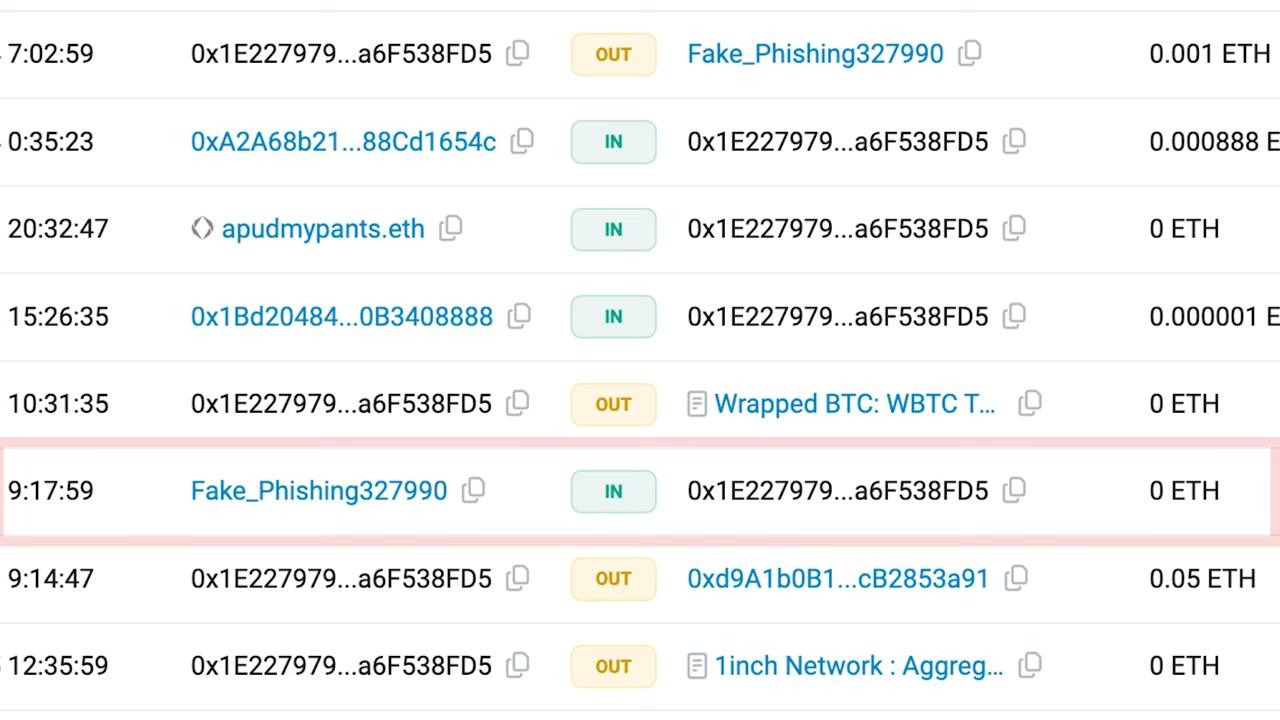 7:02:59 0x1E227979...a6F538FD5 OUT Fake_Phishing327990 0.001 ETH
0:35:23 0xA2A68b21...88Cd1654c IN 0x1E227979...a6F538FD5 0.000888 E
20:32:47 apudmypants.eth IN 0x1E227979...a6F538FD5 0 ETH
15:26:35 0x1Bd20484...0B3408888 IN 0x1E227979...a6F538FD5 0.000001 E
10:31:35 0x1E227979...a6F538FD5 OUT Wrapped BTC: WBTC T... 0 ETH
9:17:59 Fake_Phishing327990 IN 0x1E227979...a6F538FD5 0 ETH
9:14:47 0x1E227979...a6F538FD5 OUT 0xd9A1b0B1...cB2853a91 0.05 ETH
12:35:59 0x1E227979...a6F538FD5 OUT 1inch Network : Aggreg... 0 ETH